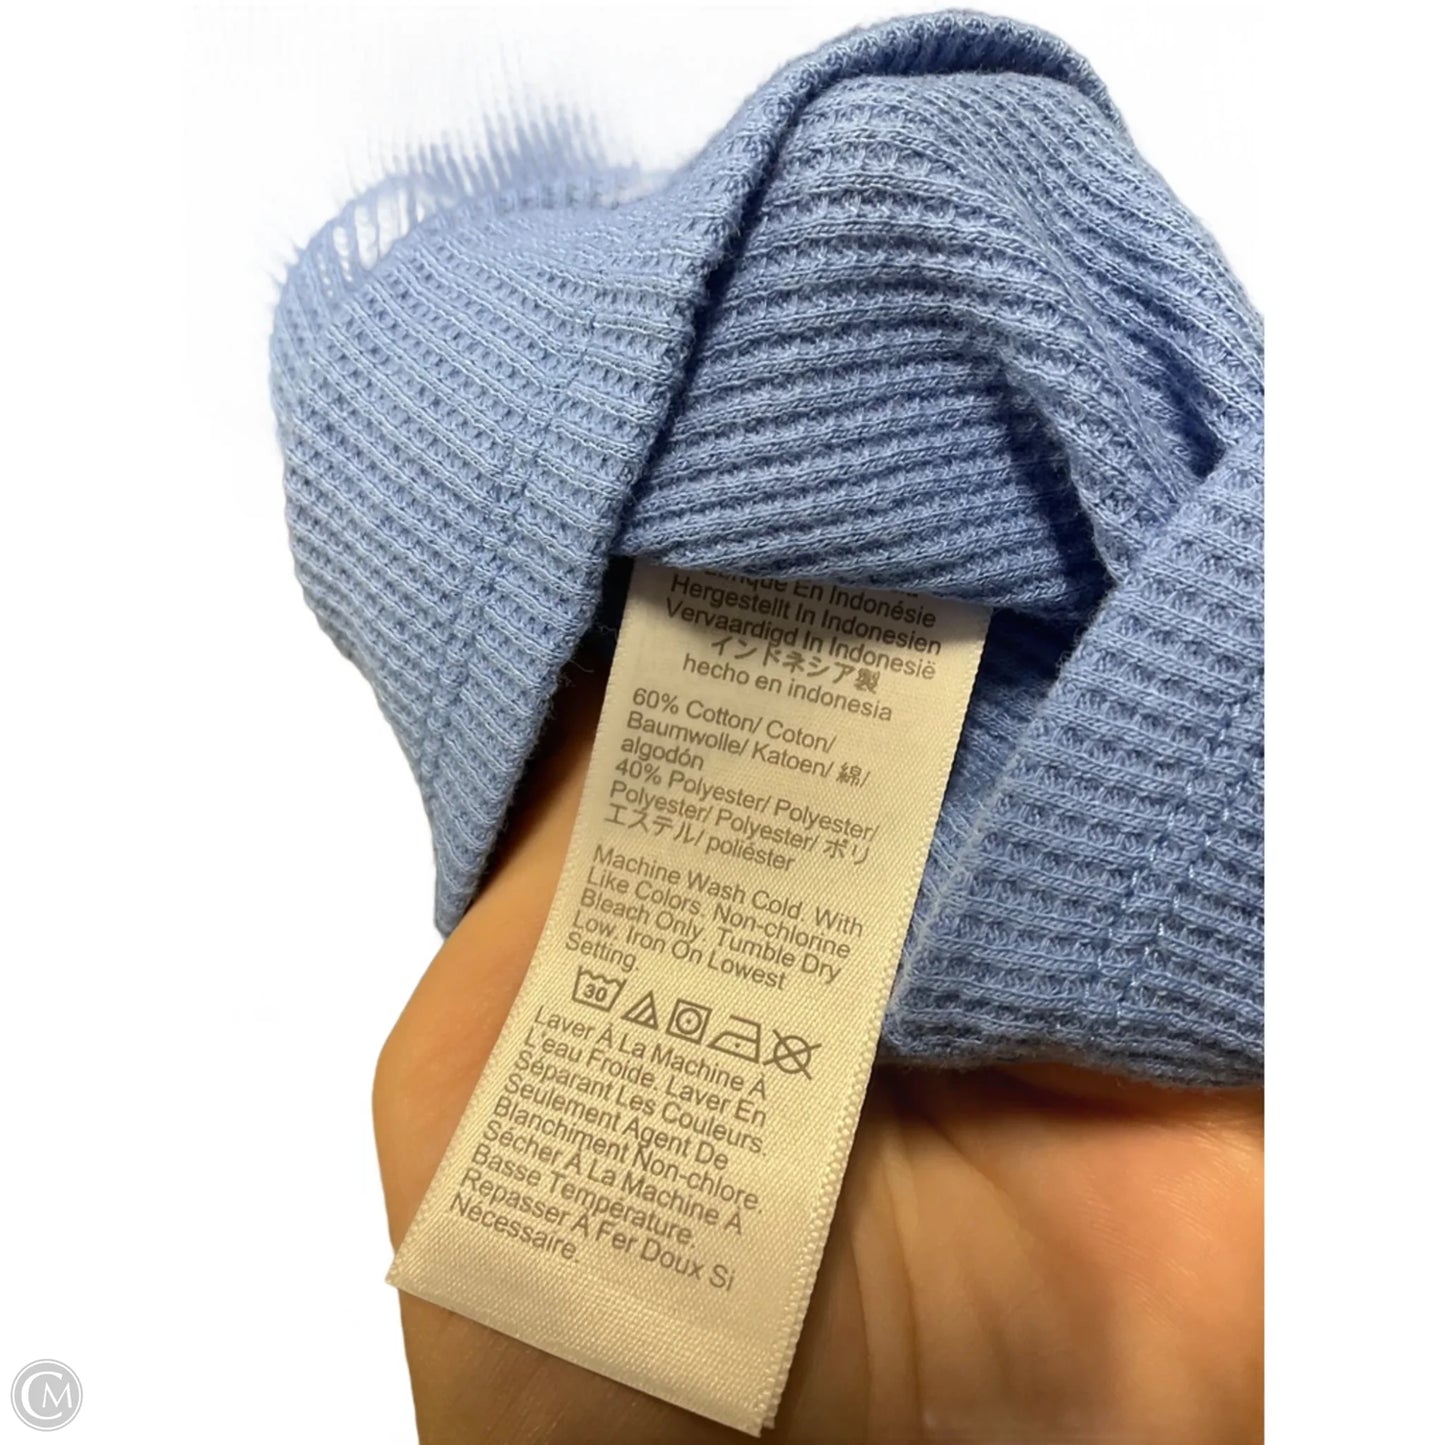 En Indonésie
Hergestellt In Indonesien
Vervaardigd In Indonesië
インドネシア製
hecho en indonesia
60% Cotton/ Coton/
Baumwolle/ Katoen/ 綿/
algodón
40% Polyester/ Polyester/
Polyester/ Polyester/ ポリ
エステル/ poliéster
Machine Wash Cold. With
Like Colors. Non-chlorine
Bleach Only. Tumble Dry
Low. Iron On Lowest
Setting.
30
Laver À La Machine À
L'eau Froide. Laver En
Séparant Les Couleurs.
Seulement Agent De
Blanchiment Non-chlore.
Sécher À La Machine À
Basse Température.
Repasser À Fer Doux Si
Nécessaire.
CM